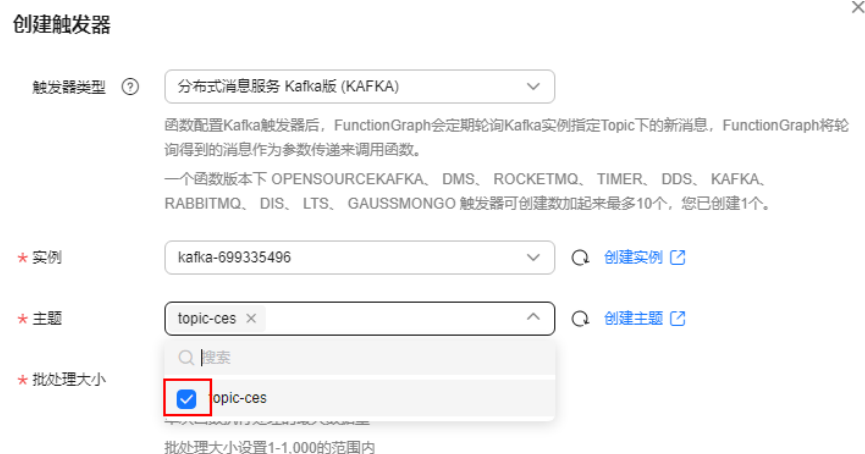 创建触发器
触发器类型 ? 分布式消息服务 Kafka版 (KAFKA)
函数配置Kafka触发器后，FunctionGraph会定期轮询Kafka实例指定Topic下的新消息，FunctionGraph将轮
询得到的消息作为参数传递来调用函数。
一个函数版本下 OPENSOURCEKAFKA、 DMS、 ROCKETMQ、 TIMER、 DDS、 KAFKA、
RABBITMQ、 DIS、 LTS、 GAUSSMONGO 触发器可创建数加起来最多10个，您已创建1个。
* 实例 kafka-699335496 创建实例
* 主题 topic-ces × 创建主题
搜索
* 批处理大小
topic-ces
批处理大小设置1-1,000的范围内